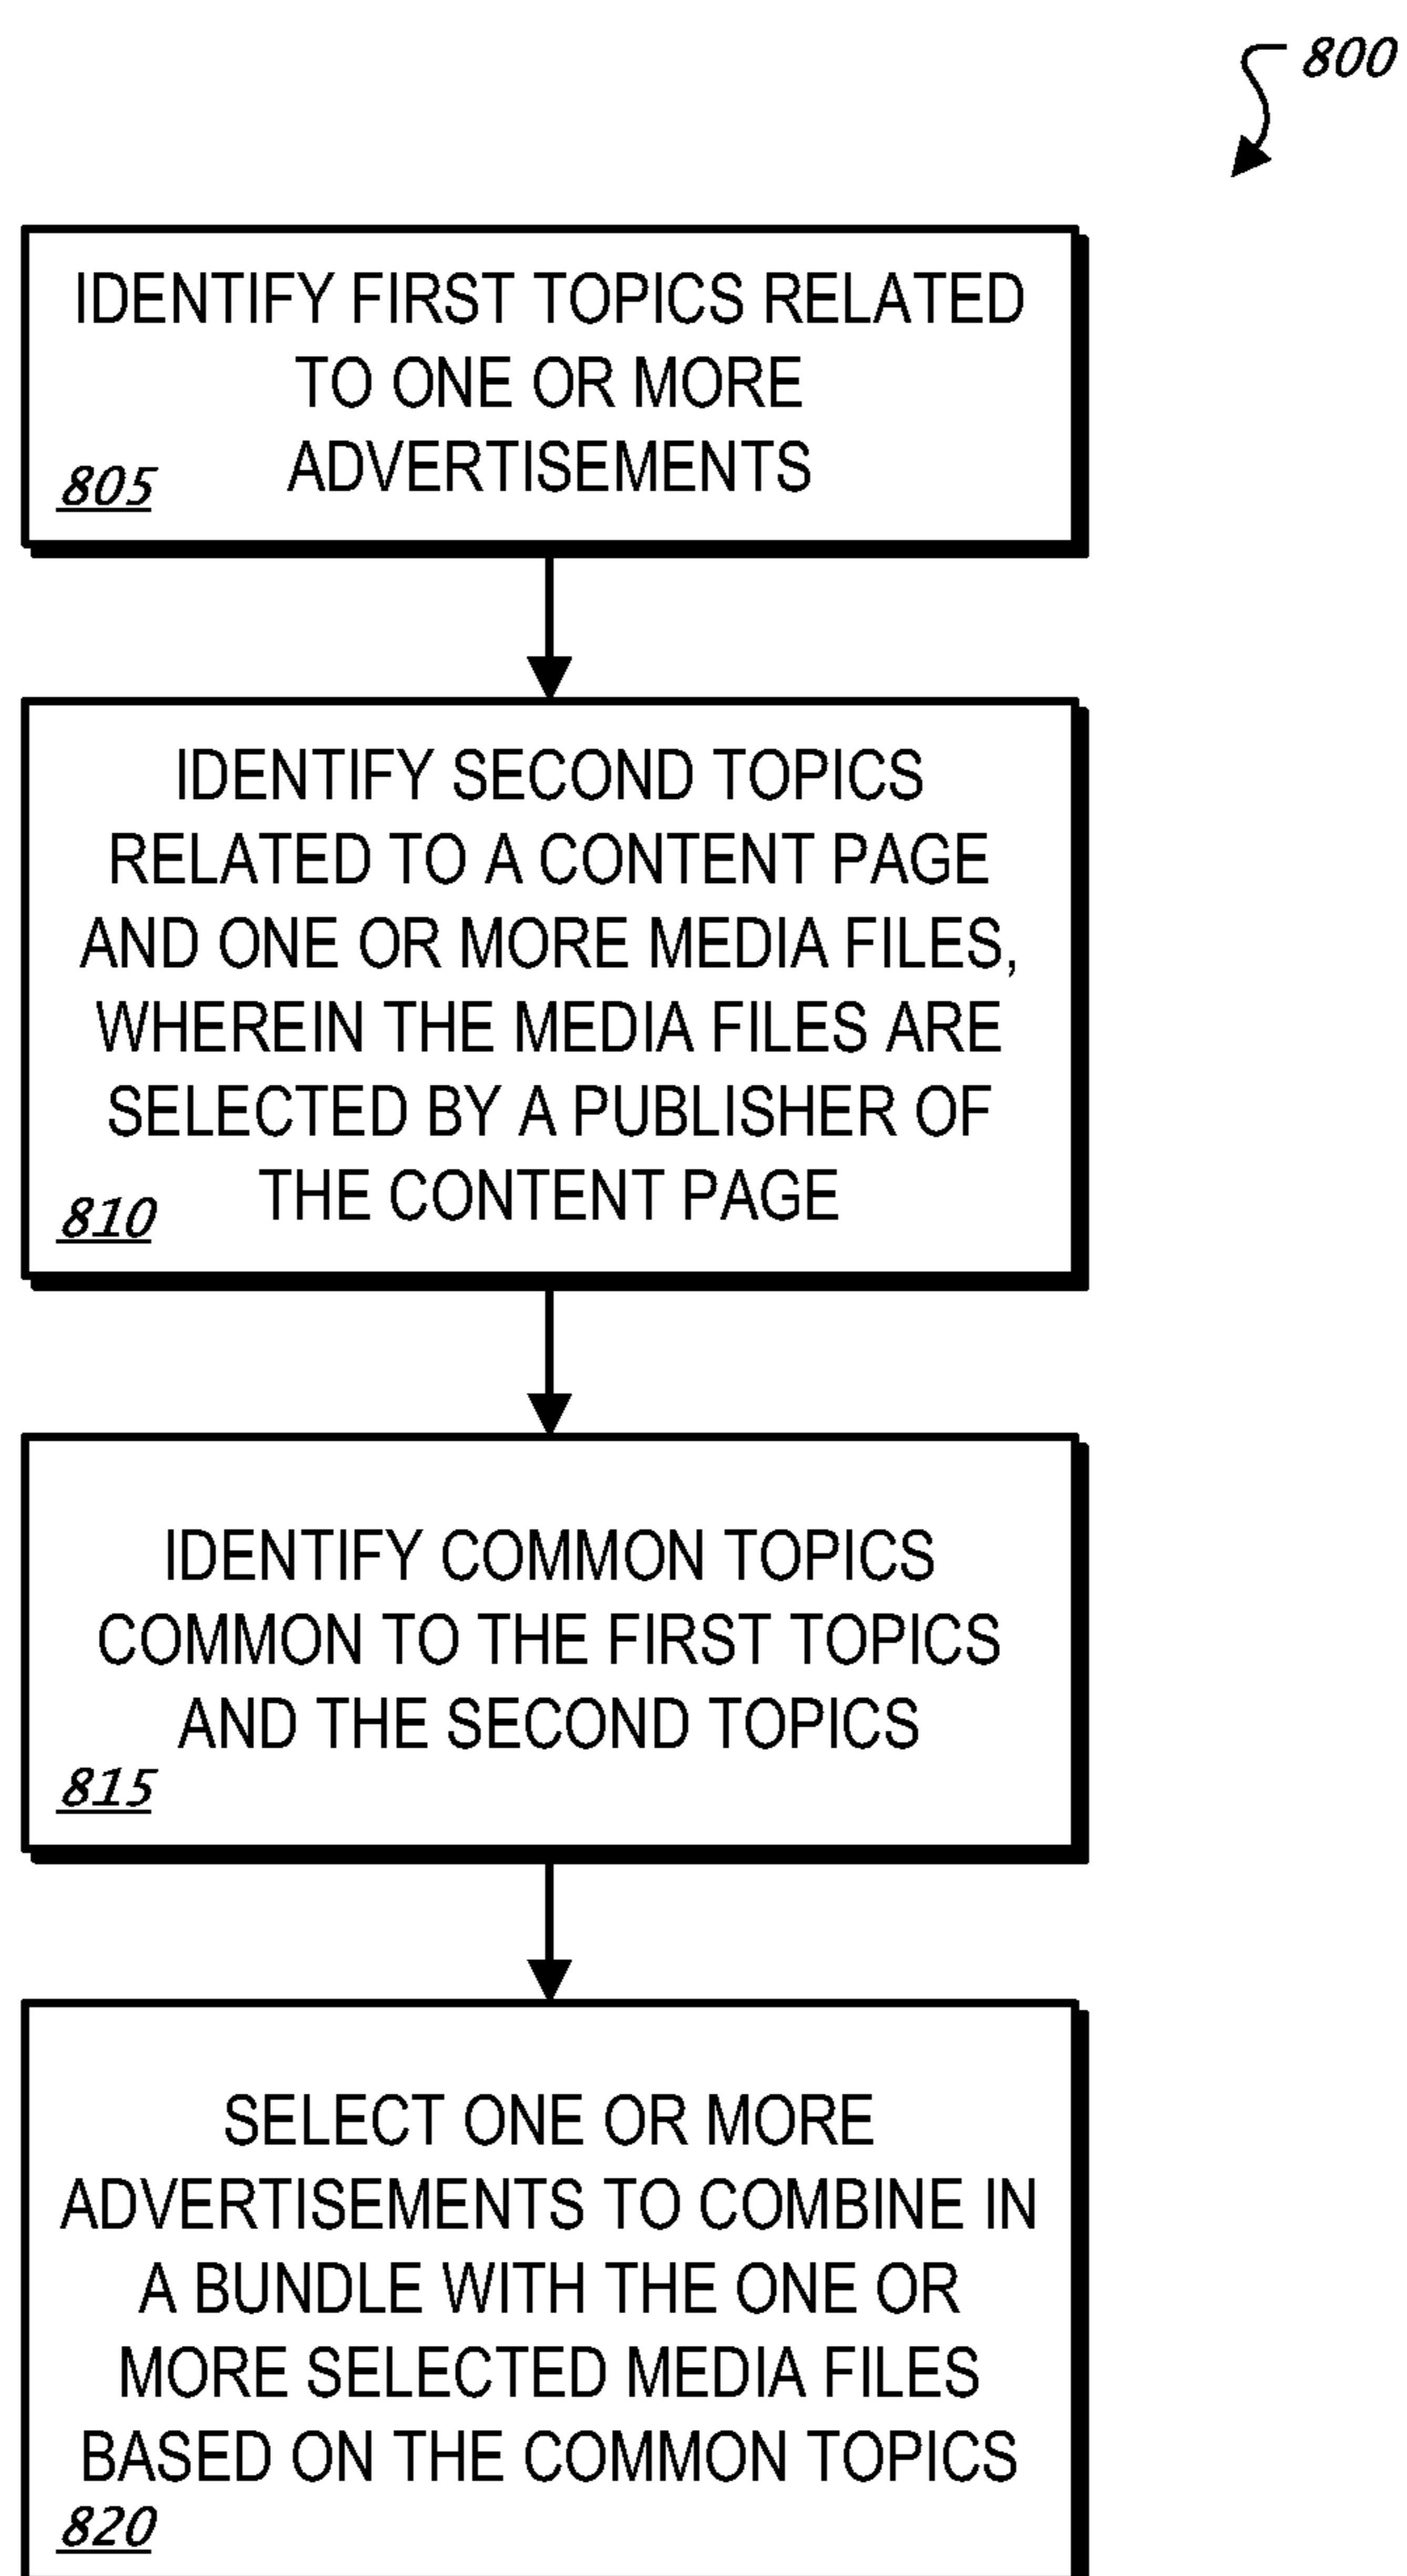 800
IDENTIFY FIRST TOPICS RELATED
TO ONE OR MORE
ADVERTISEMENTS
805
IDENTIFY SECOND TOPICS
RELATED TO A CONTENT PAGE
AND ONE OR MORE MEDIA FILES,
WHEREIN THE MEDIA FILES ARE
SELECTED BY A PUBLISHER OF
THE CONTENT PAGE
810
IDENTIFY COMMON TOPICS
COMMON TO THE FIRST TOPICS
AND THE SECOND TOPICS
815
SELECT ONE OR MORE
ADVERTISEMENTS TO COMBINE IN
A BUNDLE WITH THE ONE OR
MORE SELECTED MEDIA FILES
BASED ON THE COMMON TOPICS
820